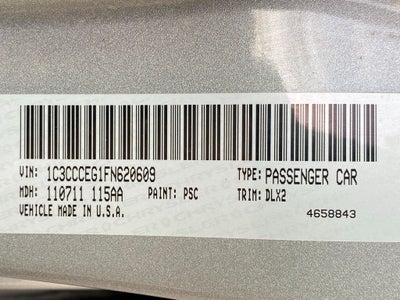 VIN: 1C3CCCEG1FN620609 TYPE: PASSENGER CAR
MDH: 110711 115AA PAINT: PSC TRIM: DLX2
VEHICLE MADE IN U.S.A. 4658843